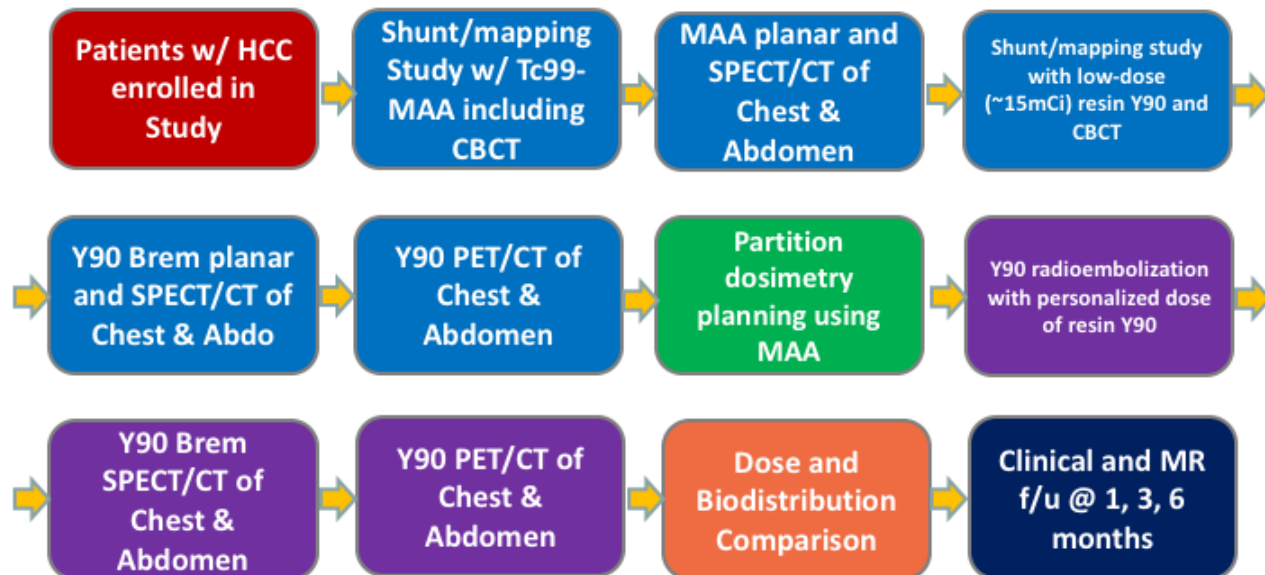 Patients w/ HCC
enrolled in
Study
Shunt/mapping
Study w/ Tc99-
MAA including
CBCT
MAA planar and
SPECT/CT of
Chest &
Abdomen
Shunt/mapping study
with low-dose
(~15mCi) resin Y90 and
CBCT
Y90 Brem planar
and SPECT/CT of
Chest & Abdo
Y90 PET/CT of
Chest &
Abdomen
Partition
dosimetry
planning using
MAA
Y90 radioembolization
with personalized dose
of resin Y90
Y90 Brem
SPECT/CT of
Chest &
Abdomen
Y90 PET/CT of
Chest &
Abdomen
Dose and
Biodistribution
Comparison
Clinical and MR
f/u @ 1, 3, 6
months